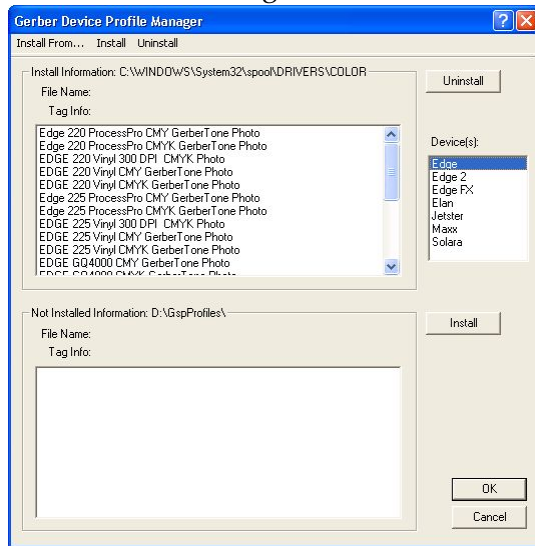 Gerber Device Profile Manager
Install From... Install Uninstall
Install Information: C:\WINDOWS\System32\spool\DRIVERS\COLOR
Uninstall
File Name:
Tag Info:
Edge 220 ProcessPro CMY GerberTone Photo
Edge 220 ProcessPro CMYK GerberTone Photo
EDGE 220 Vinyl 300 DPI CMYK Photo
EDGE 220 Vinyl CMY GerberTone Photo
EDGE 220 Vinyl CMYK GerberTone Photo
Edge 225 ProcessPro CMY GerberTone Photo
Edge 225 ProcessPro CMYK GerberTone Photo
EDGE 225 Vinyl 300 DPI CMYK Photo
EDGE 225 Vinyl CMY GerberTone Photo
EDGE 225 Vinyl CMYK GerberTone Photo
EDGE GQ4000 CMY GerberTone Photo
EDGE GQ4000 CMYK GerberTone Photo
Device(s):
Edge
Edge 2
Edge FX
Elan
Jetster
Maxx
Solara
Not Installed Information: D:\GspProfiles\
Install
File Name:
Tag Info:
OK
Cancel